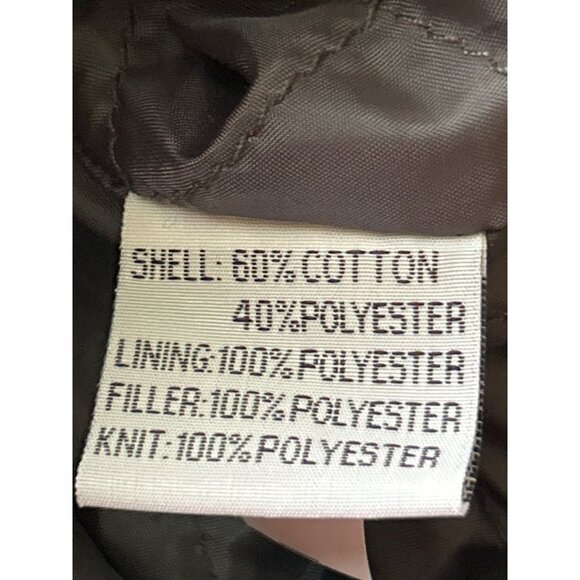 SHELL: 60% COTTON
40%POLYESTER
LINING:100% POLYESTER
FILLER:100% POLYESTER
KNIT:100% POLYESTER